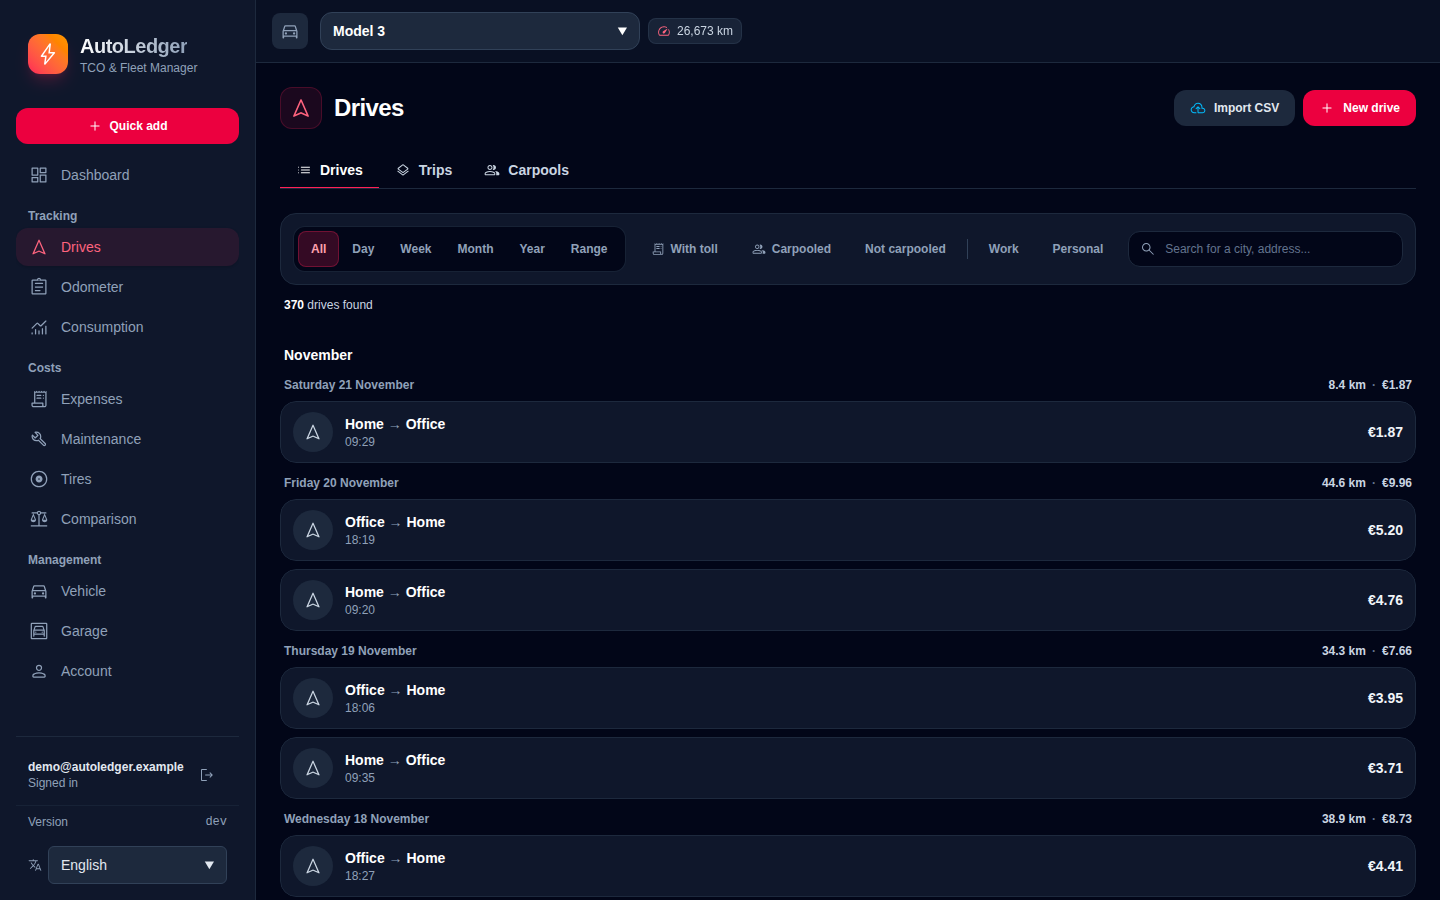 AutoLedger
TCO & Fleet Manager
Quick add
Dashboard
Tracking
Drives
Odometer
Consumption
Costs
Expenses
Maintenance
Tires
Comparison
Management
Vehicle
Garage
Account
demo@autoledger.example
Signed in
Version dev
English
Model 3
26,673 km
Drives
Import CSV
New drive
Drives Trips Carpools
All Day Week Month Year Range With toll Carpooled Not carpooled Work Personal Search for a city, address...
370 drives found
November
Saturday 21 November 8.4 km · €1.87
Home → Office €1.87
09:29
Friday 20 November 44.6 km · €9.96
Office → Home €5.20
18:19
Home → Office €4.76
09:20
Thursday 19 November 34.3 km · €7.66
Office → Home €3.95
18:06
Home → Office €3.71
09:35
Wednesday 18 November 38.9 km · €8.73
Office → Home €4.41
18:27